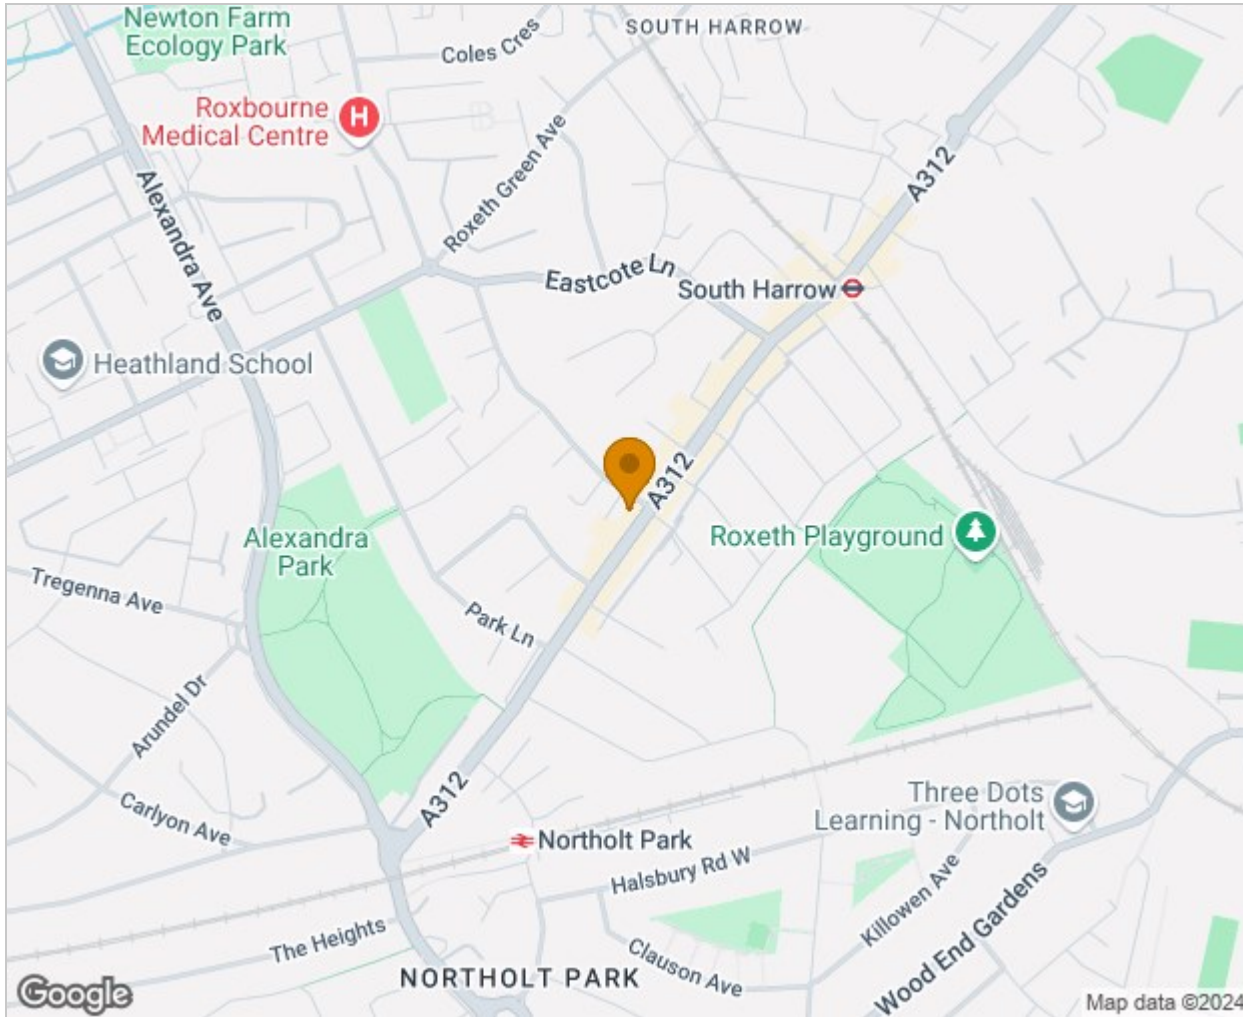 Newton Farm
Ecology Park
Coles Cres
SOUTH HARROW
Roxbourne
Medical Centre
H
Roxeth Green Ave
A312
Alexandra Ave
Eastcote Ln
South Harrow
Heathland School
A312
Alexandra
Park
Roxeth Playground
Tregenna Ave
Park Ln
Arundel Dr
Carlyon Ave
A312
Three Dots
Learning - Northolt
Northolt Park
Halsbury Rd W
Killowen Ave
The Heights
Clauson Ave
Wood End Gardens
NORTHOLT PARK
Google
Map data ©2024